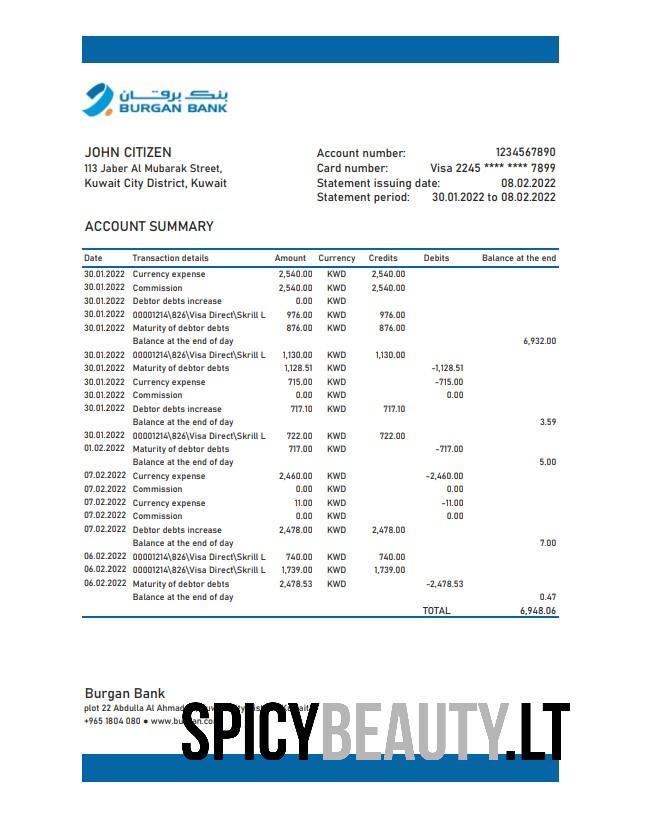 بنك برقان
BURGAN BANK
JOHN CITIZEN
113 Jaber Al Mubarak Street,
Kuwait City District, Kuwait
Account number: 1234567890
Card number: Visa 2245 **** **** 7899
Statement issuing date: 08.02.2022
Statement period: 30.01.2022 to 08.02.2022
ACCOUNT SUMMARY
Date Transaction details Amount Currency Credits Debits Balance at the end
30.01.2022 Currency expense 2,540.00 KWD 2,540.00
30.01.2022 Commission 2,540.00 KWD 2,540.00
30.01.2022 Debtor debts increase 0.00 KWD
30.01.2022 00001214\826\Visa Direct\Skrill L 976.00 KWD 976.00
30.01.2022 Maturity of debtor debts 876.00 KWD 876.00
Balance at the end of day 6,932.00
30.01.2022 00001214\826\Visa Direct\Skrill L 1,130.00 KWD 1,130.00
30.01.2022 Maturity of debtor debts 1,128.51 KWD -1,128.51
30.01.2022 Currency expense 715.00 KWD -715.00
30.01.2022 Commission 0.00 KWD 0.00
30.01.2022 Debtor debts increase 717.10 KWD 717.10
Balance at the end of day 3.59
30.01.2022 00001214\826\Visa Direct\Skrill L 722.00 KWD 722.00
01.02.2022 Maturity of debtor debts 717.00 KWD -717.00
Balance at the end of day 5.00
07.02.2022 Currency expense 2,460.00 KWD -2,460.00
07.02.2022 Commission 0.00 KWD 0.00
07.02.2022 Currency expense 11.00 KWD -11.00
07.02.2022 Commission 0.00 KWD 0.00
07.02.2022 Debtor debts increase 2,478.00 KWD 2,478.00
Balance at the end of day 7.00
06.02.2022 00001214\826\Visa Direct\Skrill L 740.00 KWD 740.00
06.02.2022 00001214\826\Visa Direct\Skrill L 1,739.00 KWD 1,739.00
06.02.2022 Maturity of debtor debts 2,478.53 KWD -2,478.53
Balance at the end of day 0.47
TOTAL 6,948.06
Burgan Bank
plot 22 Abdulla Al Ahmad
+965 1804 080 ●
SPICYBEAUTY.LT